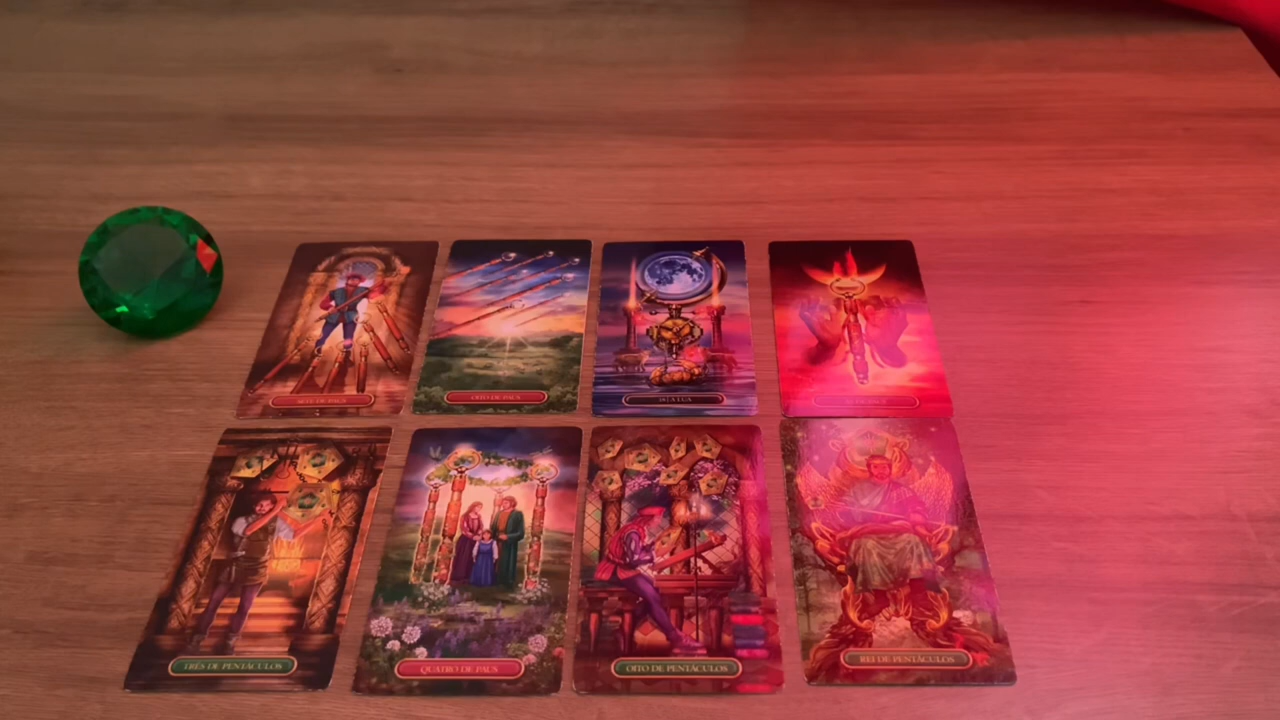 SETE DE PAUS
OITO DE PAUS
18 | A LUA
TRÊS DE PENTÁCULOS
QUATRO DE PAUS
OITO DE PENTÁCULOS
REI DE PENTÁCULOS